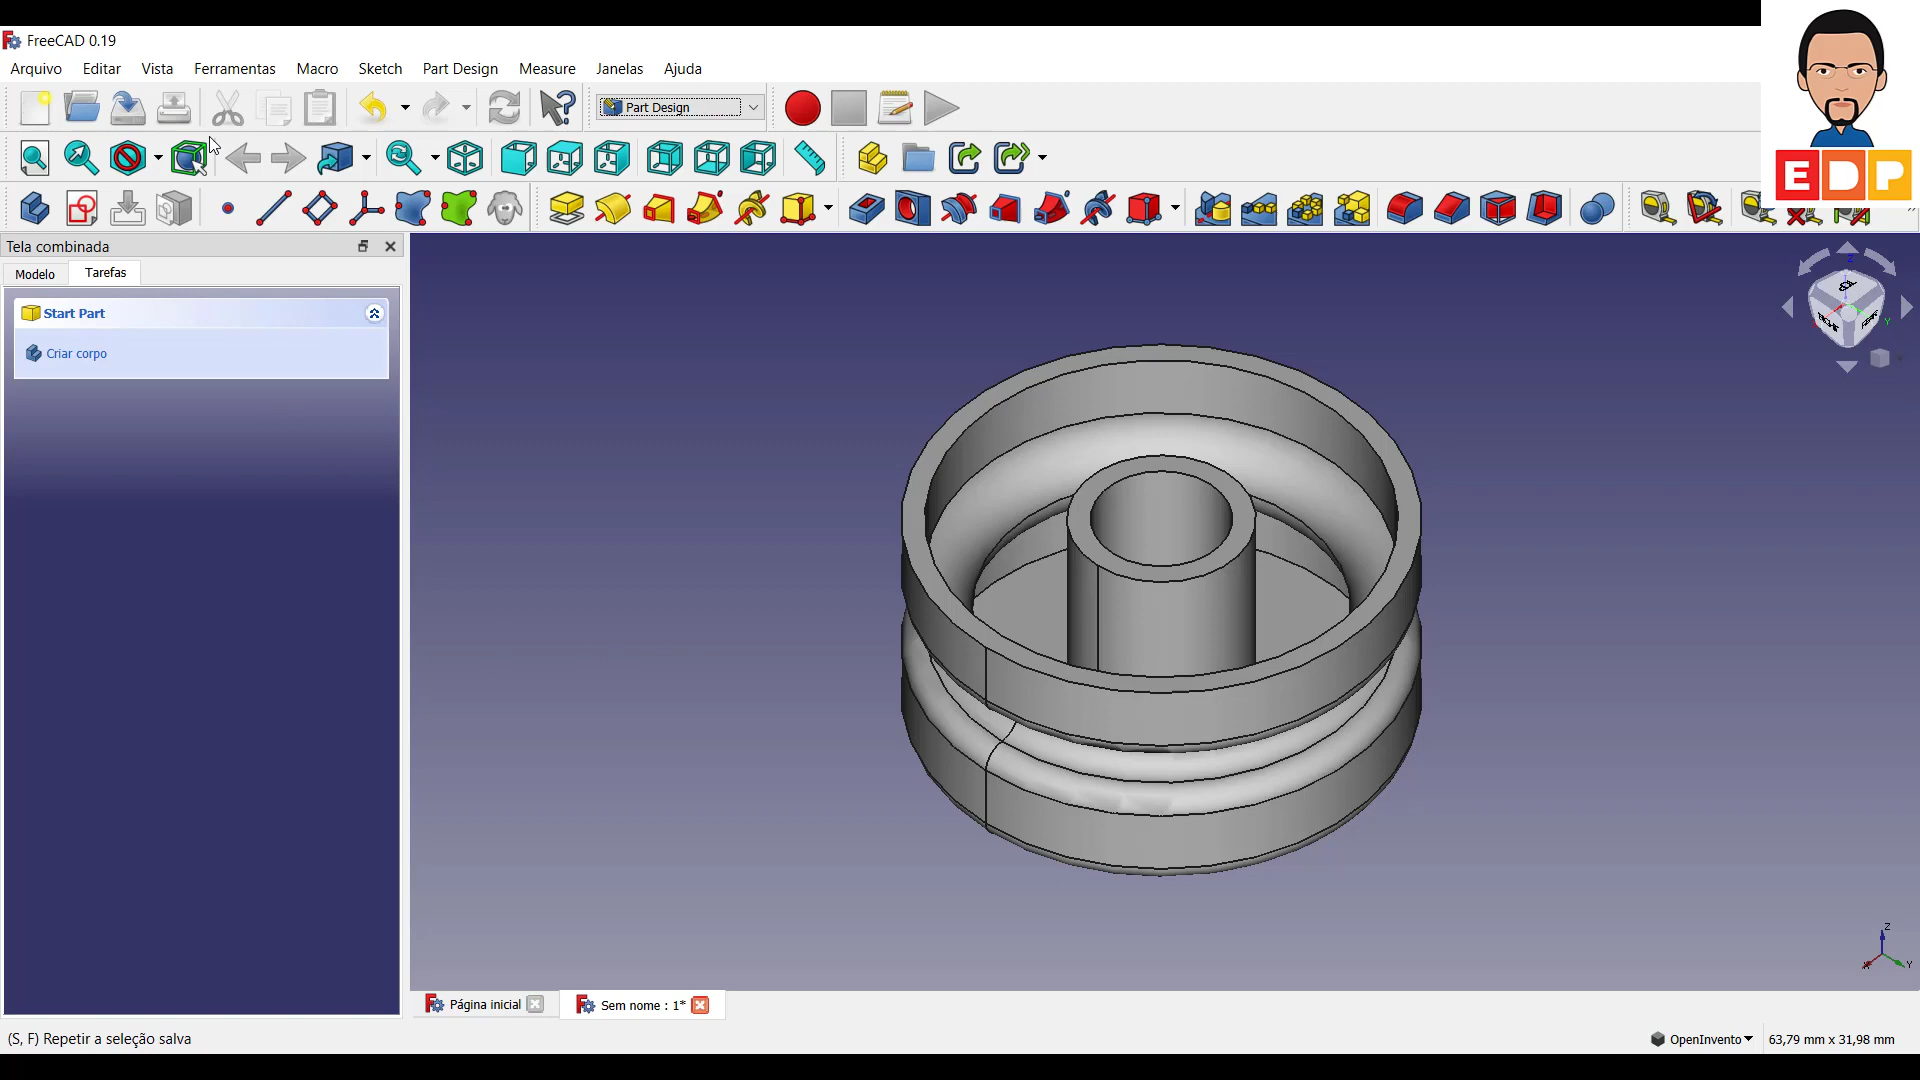 FreeCAD 0.19
Arquivo Editar Vista Ferramentas Macro Sketch Part Design Measure Janelas Ajuda
Part Design
EDP
Tela combinada
Modelo Tarefas
Start Part
Criar corpo
Z
Y
Z
X
Y
Página inicial
Sem nome : 1*
(S, F) Repetir a seleção salva
OpenInvento
63,79 mm x 31,98 mm